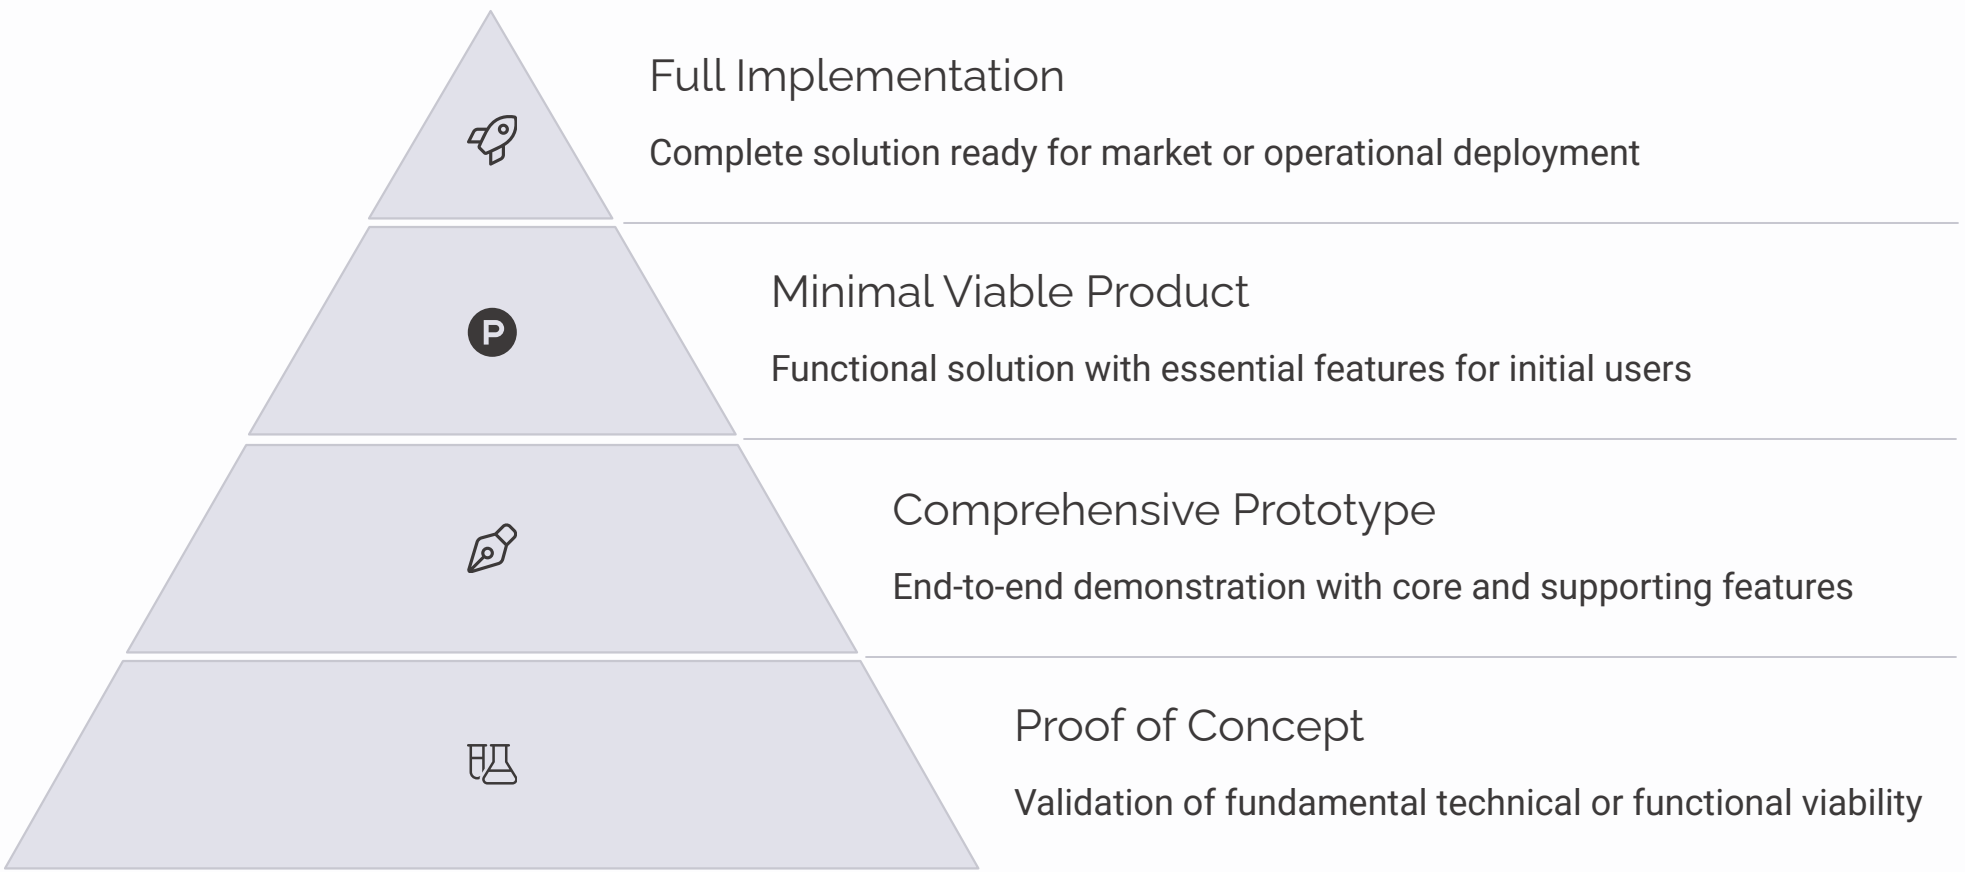 Full Implementation
Complete solution ready for market or operational deployment
P
Minimal Viable Product
Functional solution with essential features for initial users
Comprehensive Prototype
End-to-end demonstration with core and supporting features
Proof of Concept
Validation of fundamental technical or functional viability